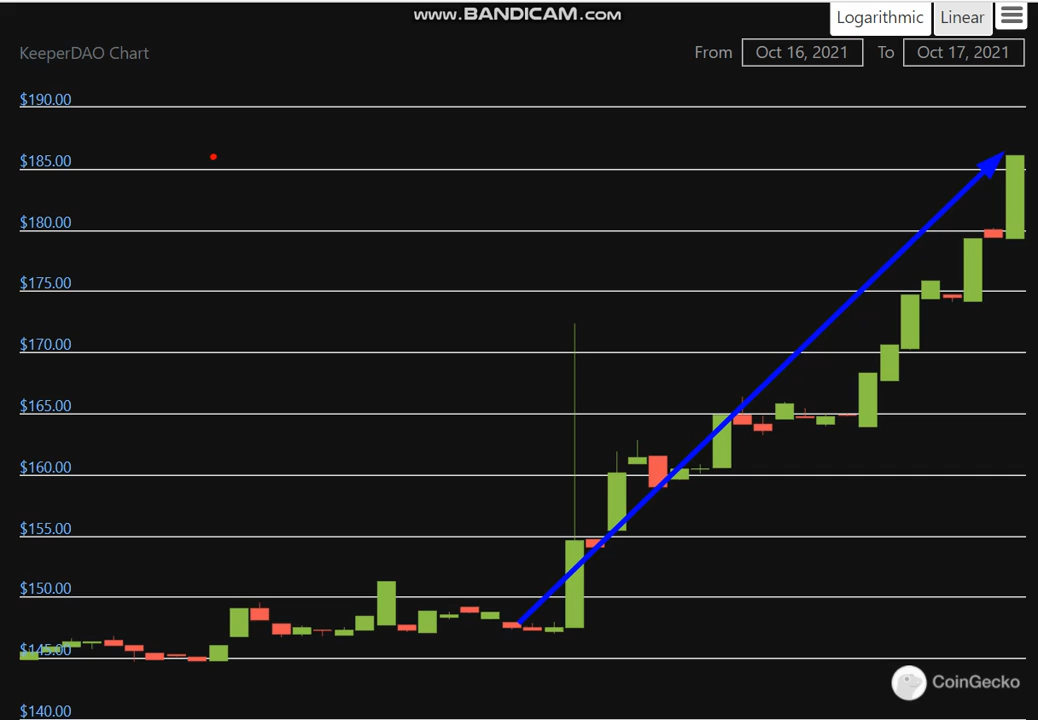 www.BANDICAM.com
Logarithmic Linear
KeeperDAO Chart
From Oct 16, 2021 To Oct 17, 2021
$190.00
$185.00
$180.00
$175.00
$170.00
$165.00
$160.00
$155.00
$150.00
$145.00
$140.00
CoinGecko